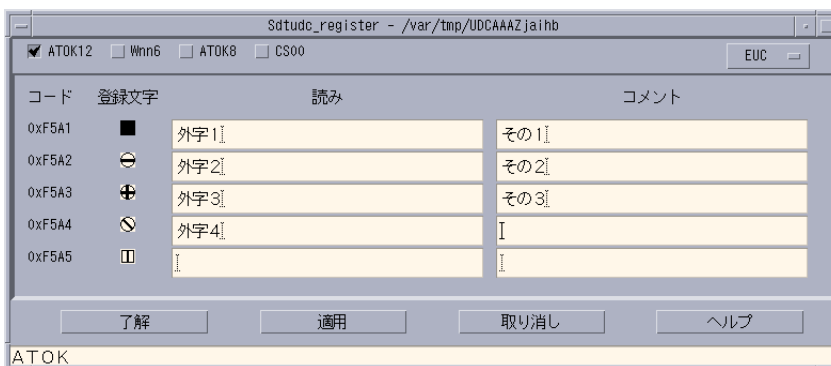 Sdtudc_register - /var/tmp/UDCAAAZjaihb
ATOK12 Wnn6 ATOK8 CS00 EUC
コード 登録文字 読み コメント
0xF5A1 ■ 外字1 その1
0xF5A2 外字2 その2
0xF5A3 外字3 その3
0xF5A4 外字4
0xF5A5
了解 適用 取り消し ヘルプ
ATOK